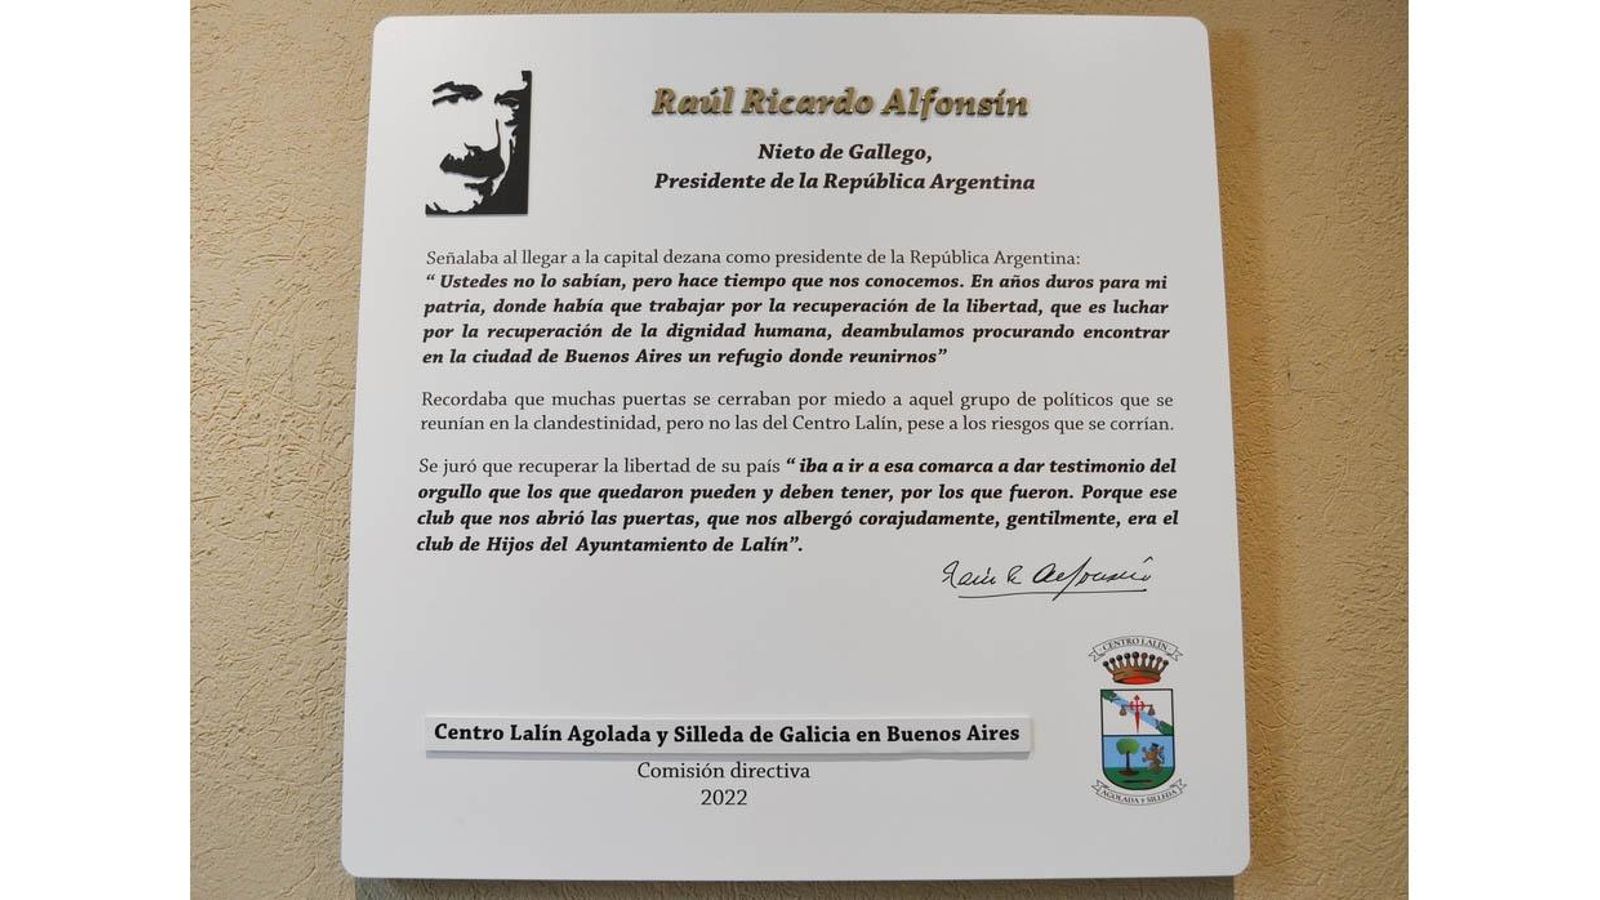 Raúl Ricardo Alfonsín
Nieto de Gallego,
Presidente de la República Argentina
Señalaba al llegar a la capital dezana como presidente de la República Argentina:
“ Ustedes no lo sabían, pero hace tiempo que nos conocemos. En años duros para mi
patria, donde había que trabajar por la recuperación de la libertad, que es luchar
por la recuperación de la dignidad humana, deambulamos procurando encontrar
en la ciudad de Buenos Aires un refugio donde reunirnos”
Recordaba que muchas puertas se cerraban por miedo a aquel grupo de políticos que se
reunían en la clandestinidad, pero no las del Centro Lalín, pese a los riesgos que se corrían.
Se juró que recuperar la libertad de su país “ iba a ir a esa comarca a dar testimonio del
orgullo que los que quedaron pueden y deben tener, por los que fueron. Porque ese
club que nos abrió las puertas, que nos albergó corajudamente, gentilmente, era el
club de Hijos del Ayuntamiento de Lalín”.
Raúl R Alfonsín
CENTRO LALÍN
AGOLADA Y SILLEDA
Centro Lalín Agolada y Silleda de Galicia en Buenos Aires
Comisión directiva
2022